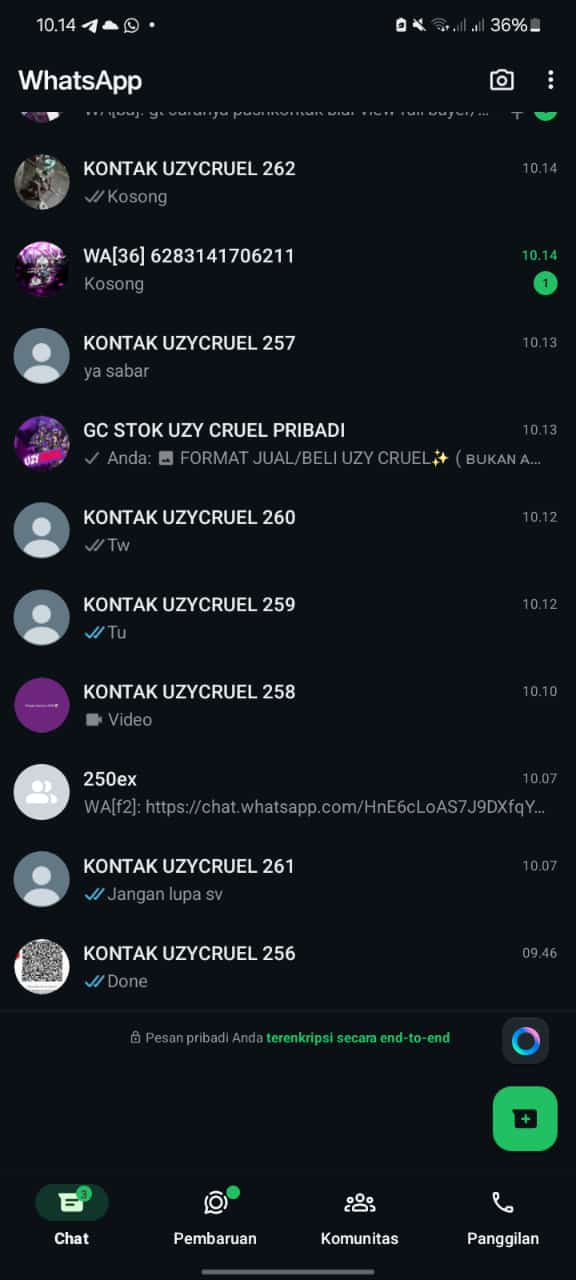 10.14
36%
WhatsApp
KONTAK UZYCRUEL 262
10.14
Kosong
WA[36] 6283141706211
10.14
Kosong
1
KONTAK UZYCRUEL 257
10.13
ya sabar
GC STOK UZY CRUEL PRIBADI
10.13
Anda: FORMAT JUAL/BELI UZY CRUEL✨ ( ʙᴜᴋᴀɴ ᴀ...
KONTAK UZYCRUEL 260
10.12
Tw
KONTAK UZYCRUEL 259
10.12
Tu
KONTAK UZYCRUEL 258
10.10
Video
250ex
10.07
WA[f2]: https://chat.whatsapp.com/HnE6cLoAS7J9DXfqY...
KONTAK UZYCRUEL 261
10.07
Jangan lupa sv
KONTAK UZYCRUEL 256
09.46
Done
Pesan pribadi Anda terenkripsi secara end-to-end
3
Chat
Pembaruan
Komunitas
Panggilan